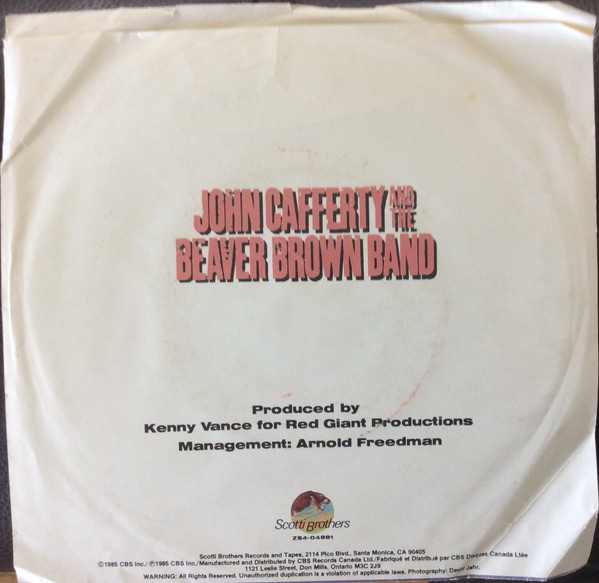 JOHN CAFFERTY AND THE
BEAVER BROWN BAND
Produced by
Kenny Vance for Red Giant Productions
Management: Arnold Freedman
Scotti Brothers
ZS4-04891
Scotti Brothers Records and Tapes, 2114 Pico Blvd., Santa Monica, CA 90405
©1985 CBS Inc./℗1985 CBS Inc./Manufactured and Distributed by CBS Records Canada Ltd./Fabriqué et Distribué par CBS Disques Canada Ltée
1121 Leslie Street, Don Mills, Ontario M3C 2J9
WARNING: All Rights Reserved. Unauthorized duplication is a violation of applicable laws. Photography: David Jahr.